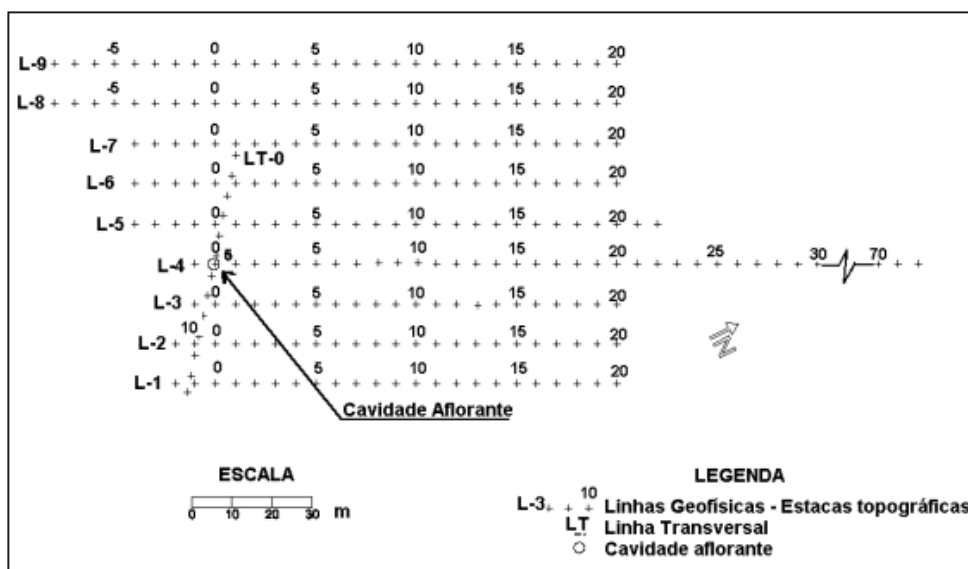 -5 0 5 10 15 20
L-9
-5 0 5 10 15 20
L-8
0 5 10 15 20
L-7
LT-0
0 5 10 15 20
L-6
0 5 10 15 20
L-5
0 5 5 10 15 20 25 30 70
L-4
0 5 10 15 20
L-3
10 0 5 10 15 20
L-2
0 5 10 15 20
L-1
N
Cavidade Aflorante
ESCALA
0 10 20 30 m
LEGENDA
L-3 10 Linhas Geofísicas - Estacas topográficas
LT Linha Transversal
Cavidade aflorante